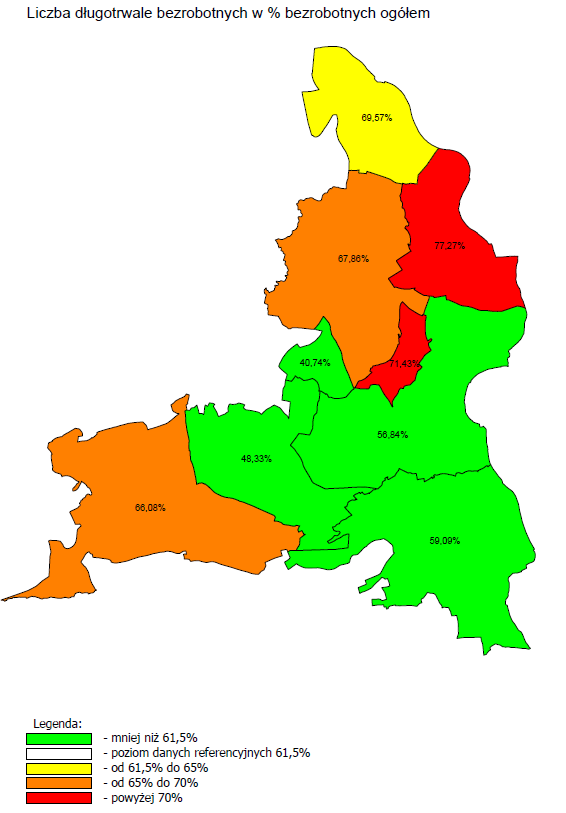 Liczba długotrwale bezrobotnych w % bezrobotnych ogółem
69,57%
77,27%
67,86%
40,74%
71,43%
56,84%
48,33%
66,08%
59,09%
Legenda:
- mniej niż 61,5%
- poziom danych referencyjnych 61,5%
- od 61,5% do 65%
- od 65% do 70%
- powyżej 70%